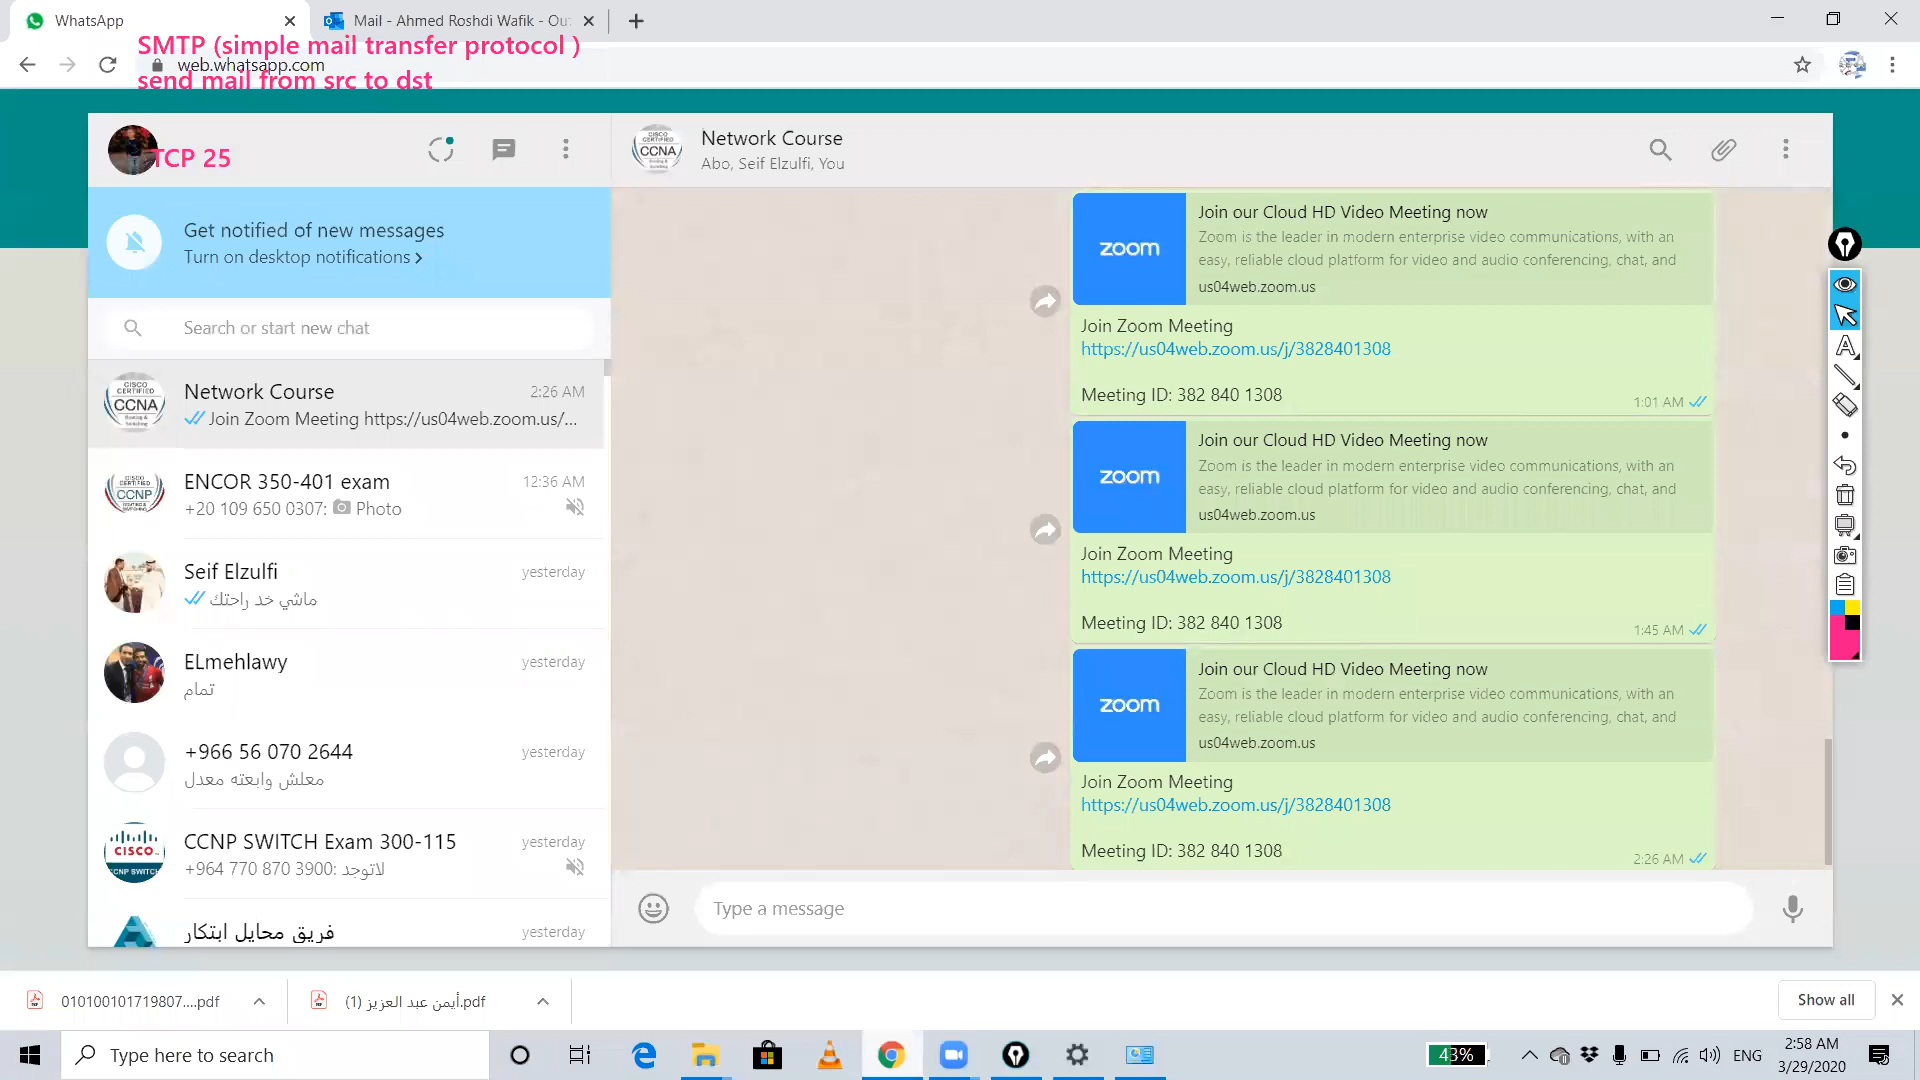 WhatsApp
Mail - Ahmed Roshdi Wafik - Ou
SMTP (simple mail transfer protocol )
web.whatsapp.com
send mail from src to dst
TCP 25
Network Course
Abo, Seif Elzulfi, You
Get notified of new messages
Turn on desktop notifications
Search or start new chat
CISCO CERTIFIED CCNA
Network Course
2:26 AM
Join Zoom Meeting https://us04web.zoom.us/...
CCNP
ENCOR 350-401 exam
12:36 AM
+20 109 650 0307: Photo
Seif Elzulfi
yesterday
ماشي خد راحتك
ELmehlawy
yesterday
تمام
+966 56 070 2644
yesterday
معلش وابعته معدل
CISCO
CCNP SWITCH
CCNP SWITCH Exam 300-115
yesterday
+964 770 870 3900: لاتوجد
فريق محايل ابتكار
yesterday
CISCO CERTIFIED CCNA
zoom
Join our Cloud HD Video Meeting now
Zoom is the leader in modern enterprise video communications, with an
easy, reliable cloud platform for video and audio conferencing, chat, and
us04web.zoom.us
Join Zoom Meeting
https://us04web.zoom.us/j/3828401308
Meeting ID: 382 840 1308
1:01 AM
zoom
Join our Cloud HD Video Meeting now
Zoom is the leader in modern enterprise video communications, with an
easy, reliable cloud platform for video and audio conferencing, chat, and
us04web.zoom.us
Join Zoom Meeting
https://us04web.zoom.us/j/3828401308
Meeting ID: 382 840 1308
1:45 AM
zoom
Join our Cloud HD Video Meeting now
Zoom is the leader in modern enterprise video communications, with an
easy, reliable cloud platform for video and audio conferencing, chat, and
us04web.zoom.us
Join Zoom Meeting
https://us04web.zoom.us/j/3828401308
Meeting ID: 382 840 1308
2:26 AM
Type a message
010100101719807....pdf
أيمن عبد العزيز (1).pdf
Show all
Type here to search
43%
ENG
2:58 AM
3/29/2020